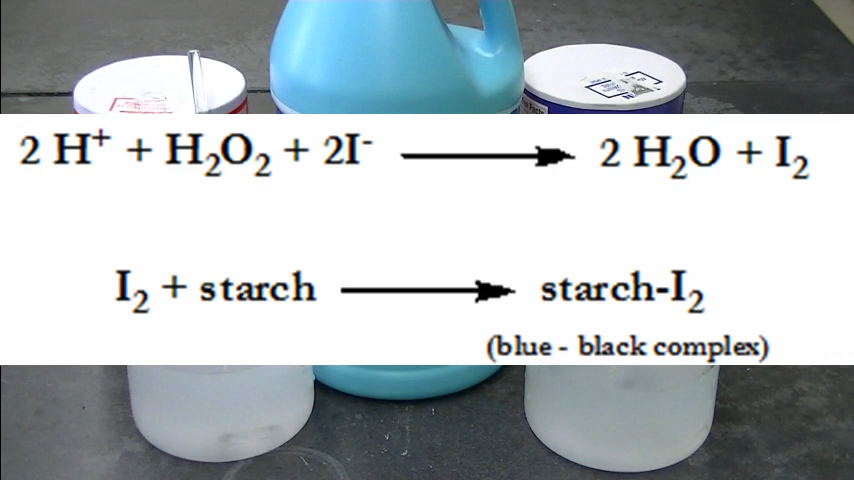 2 H⁺ + H₂O₂ + 2I⁻ → 2 H₂O + I₂
I₂ + starch → starch-I₂
(blue - black complex)